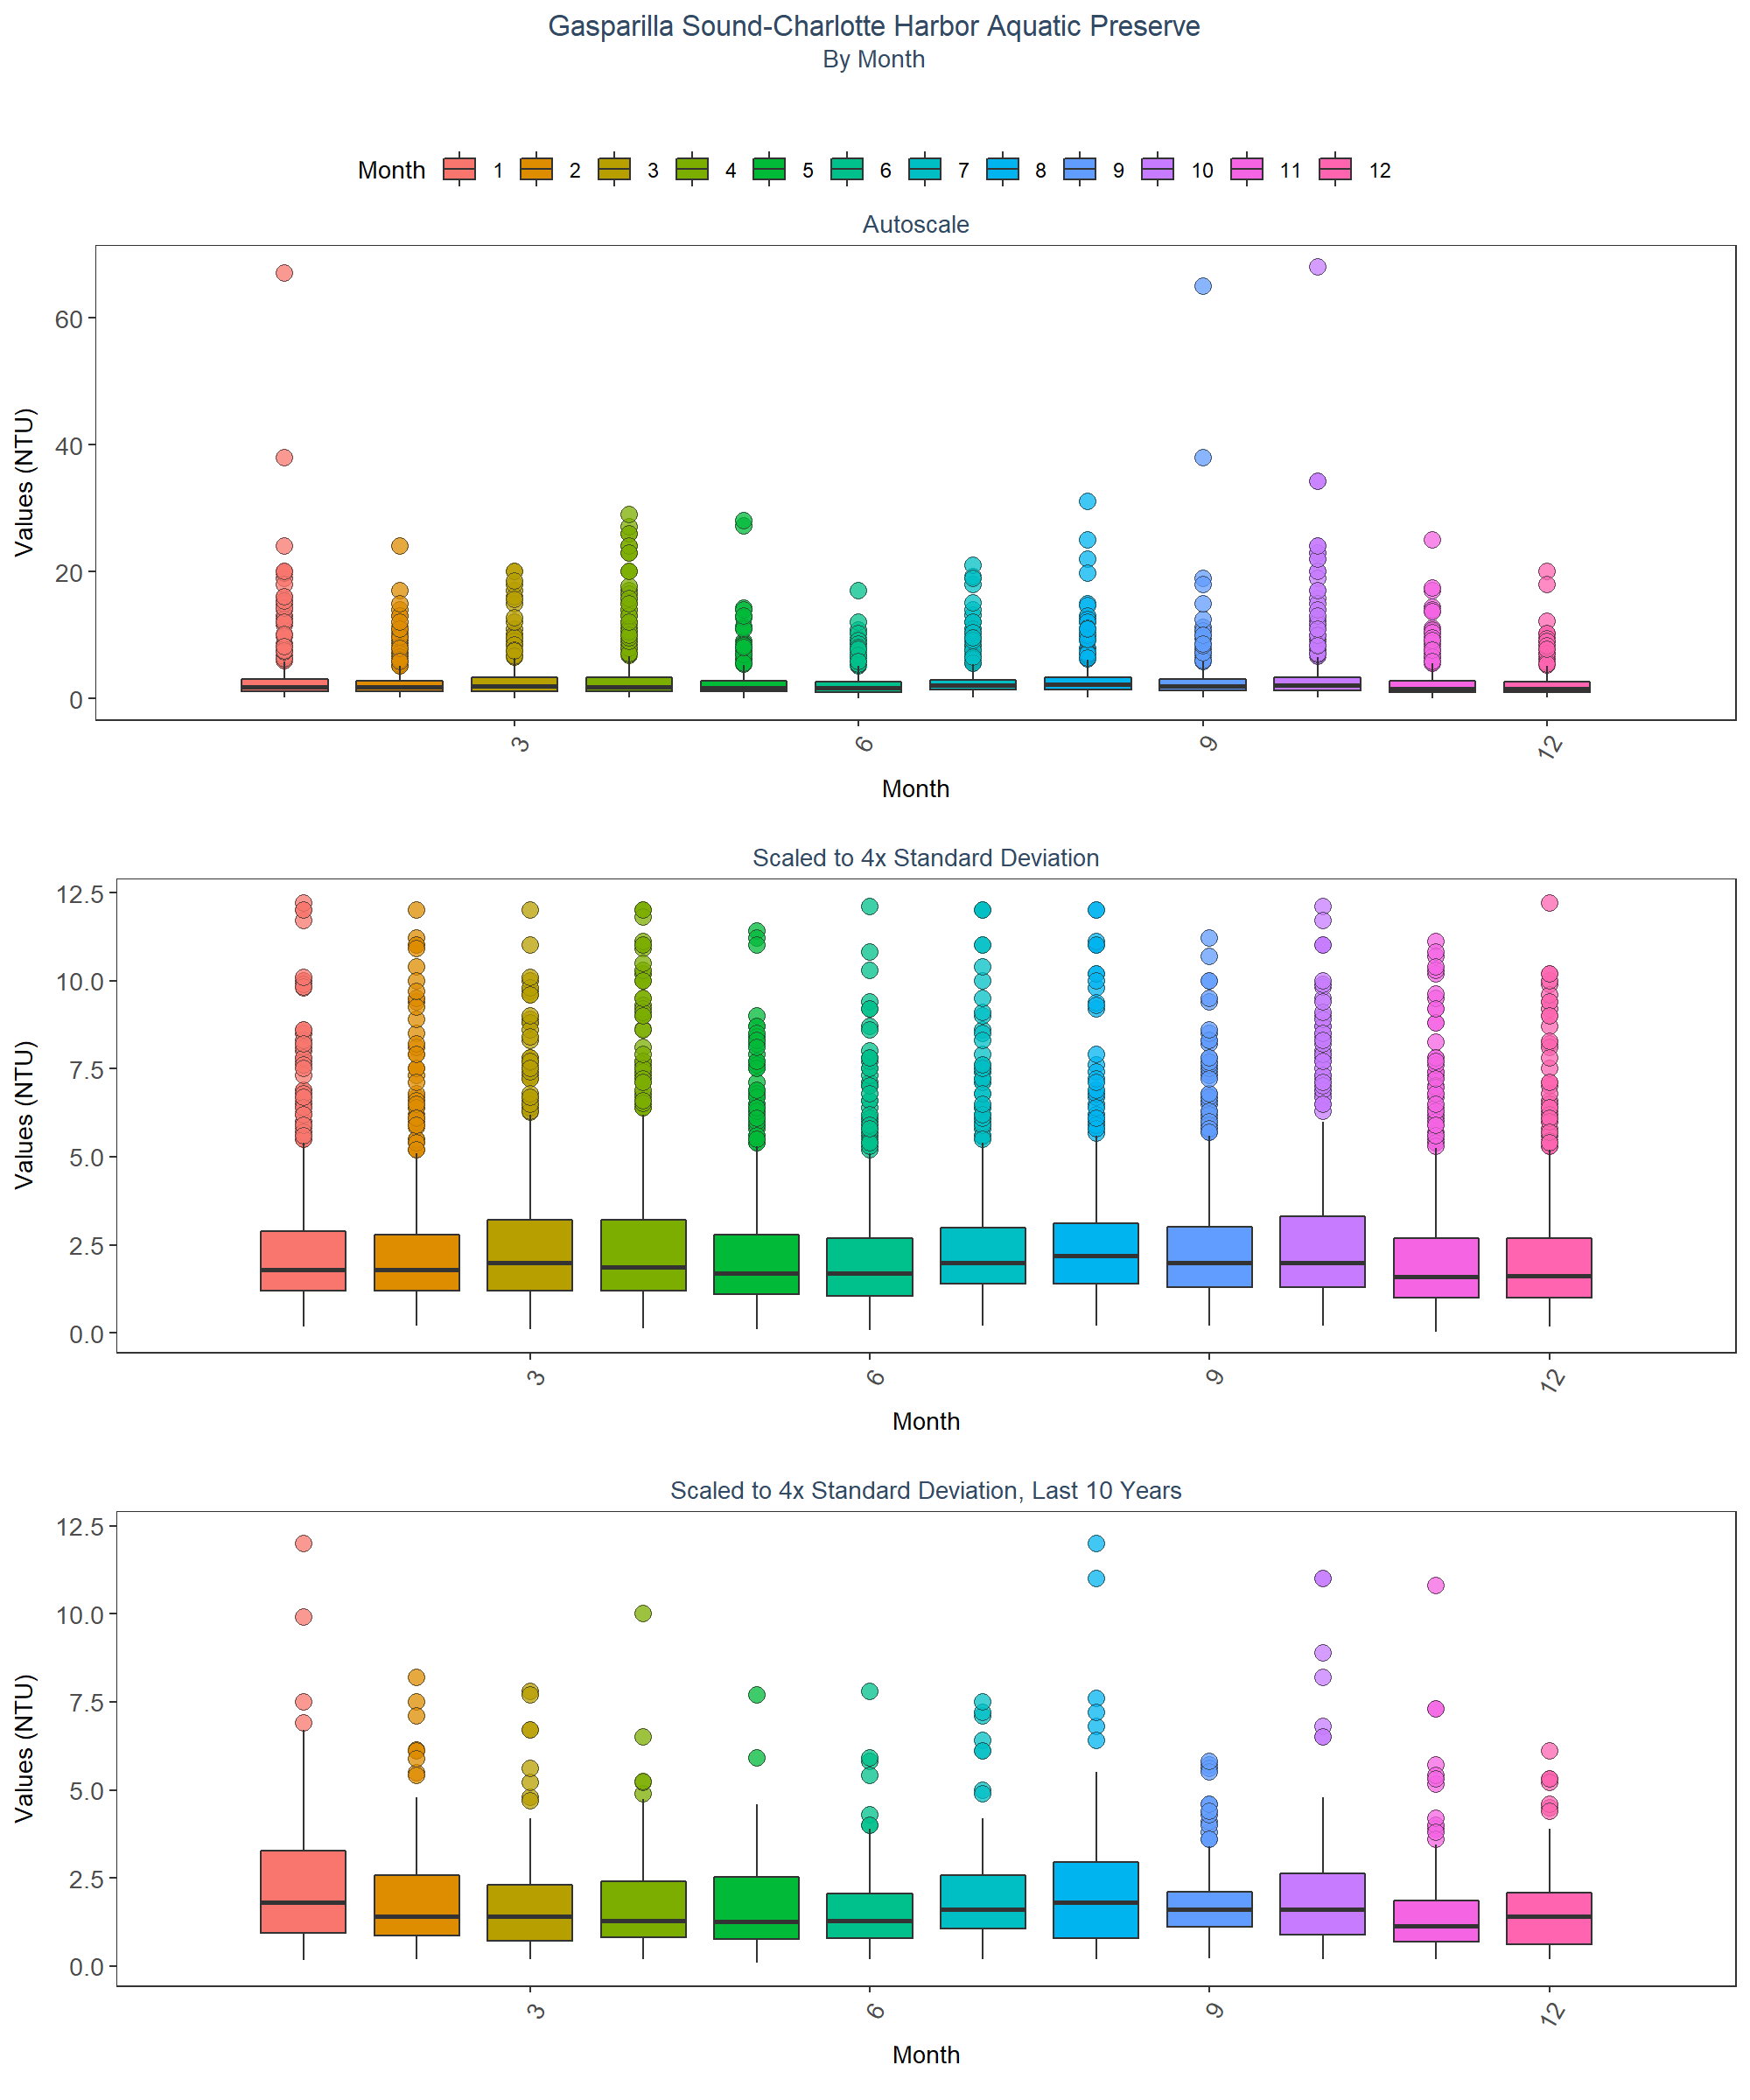 Gasparilla Sound-Charlotte Harbor Aquatic Preserve
By Month
Month 1 2 3 4 5 6 7 8 9 10 11 12
Autoscale
Values (NTU)
60
40
20
0
3 6 9 12
Month
Scaled to 4x Standard Deviation
Values (NTU)
12.5
10.0
7.5
5.0
2.5
0.0
3 6 9 12
Month
Scaled to 4x Standard Deviation, Last 10 Years
Values (NTU)
12.5
10.0
7.5
5.0
2.5
0.0
3 6 9 12
Month